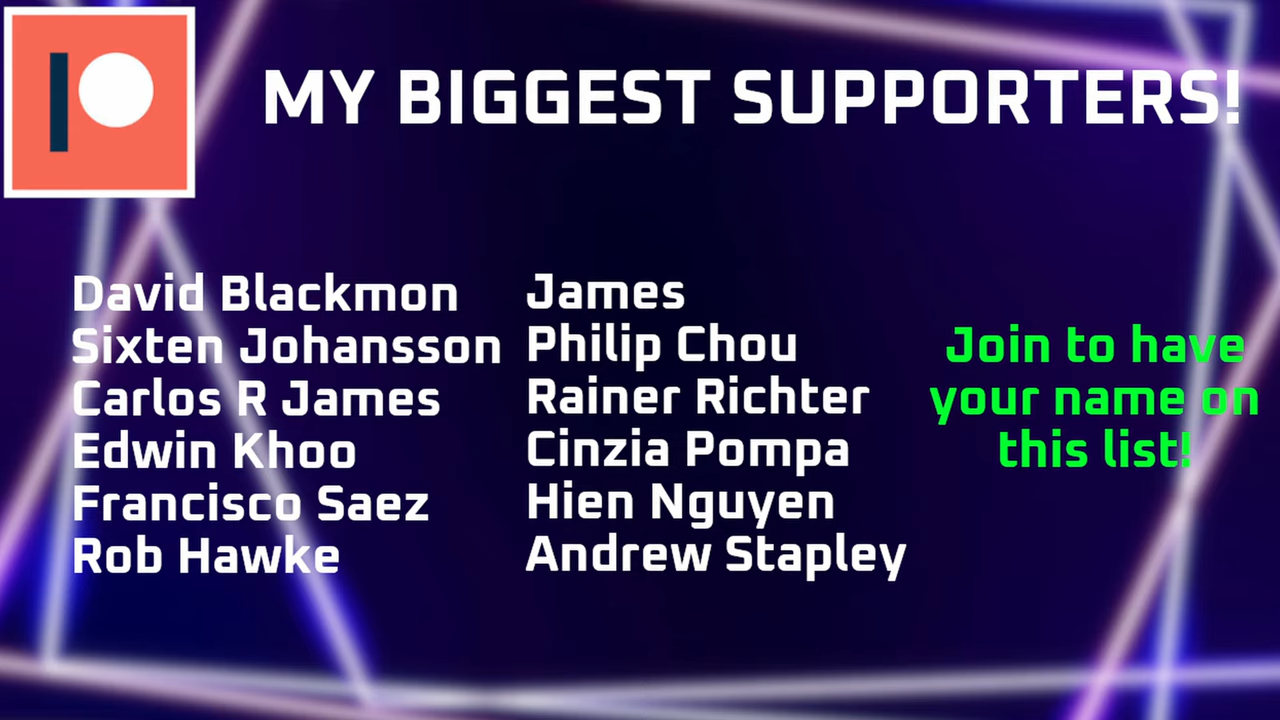 MY BIGGEST SUPPORTERS!
David Blackmon
Sixten Johansson
Carlos R James
Edwin Khoo
Francisco Saez
Rob Hawke
James
Philip Chou
Rainer Richter
Cinzia Pompa
Hien Nguyen
Andrew Stapley
Join to have
your name on
this list!